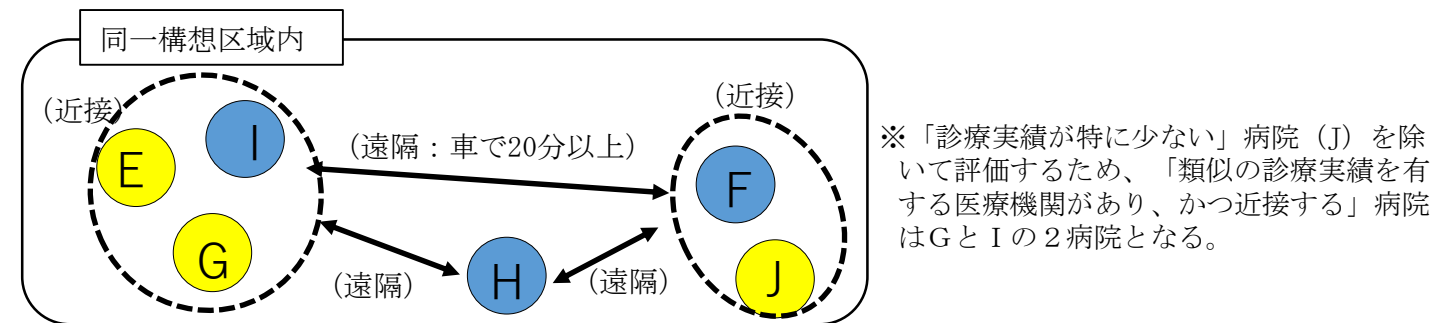 同一構想区域内
(近接)
(近接)
I
E
(遠隔：車で20分以上)
F
G
H
J
(遠隔)
(遠隔)
※「診療実績が特に少ない」病院（J）を除
いて評価するため、「類似の診療実績を有
する医療機関があり、かつ近接する」病院
はＧとＩの２病院となる。